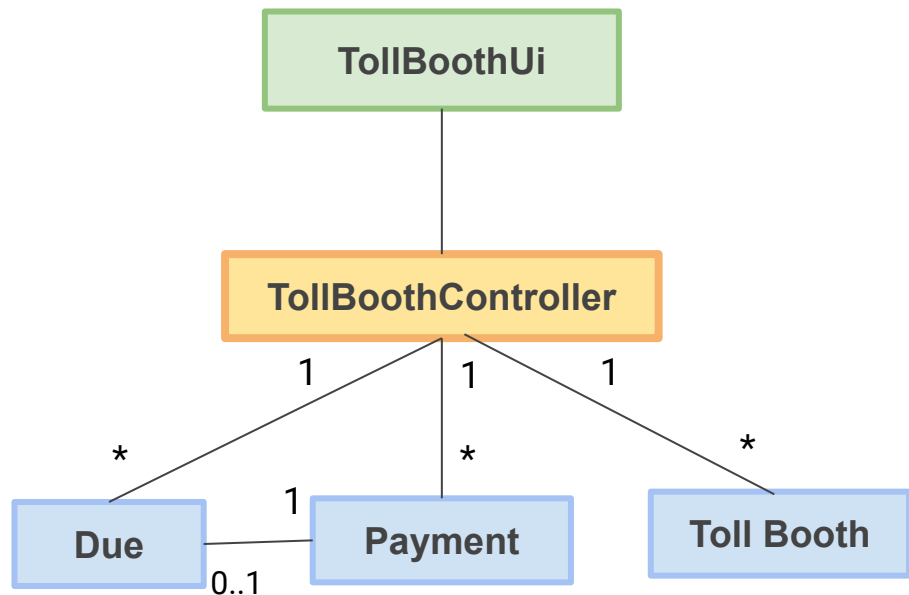 TollBoothUi
TollBoothController
1
1
1
*
*
*
1
Due
Payment
Toll Booth
0..1